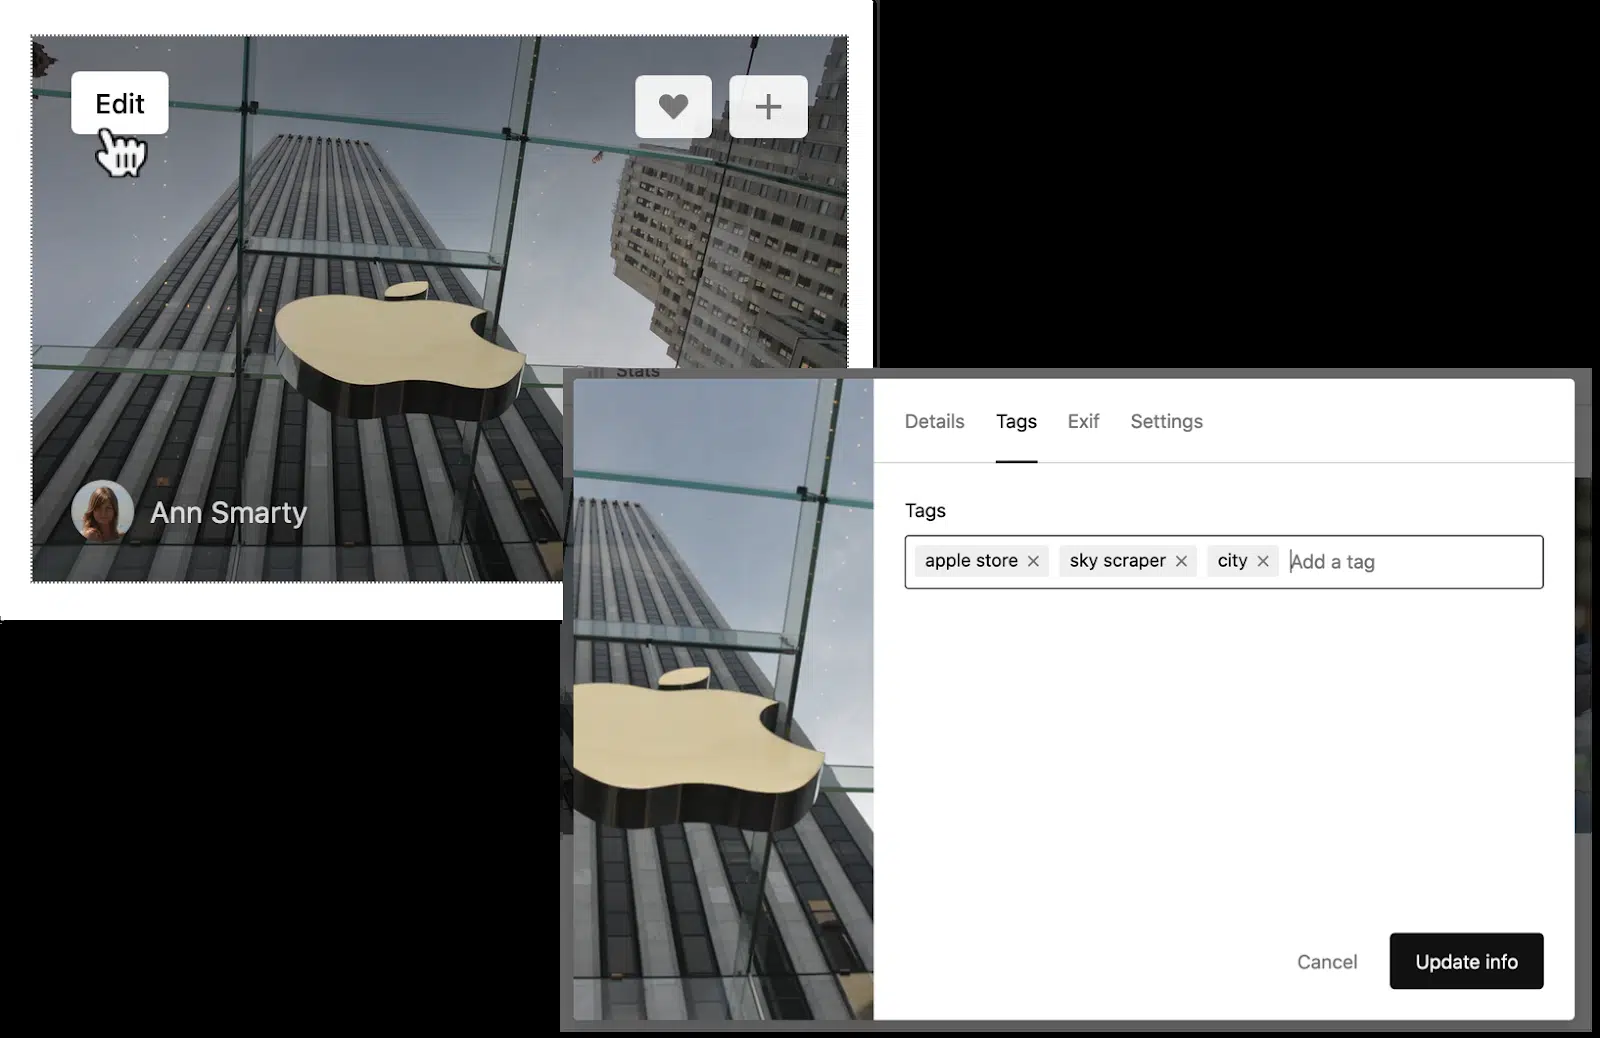 Edit
Ann Smarty
Stats
Details Tags Exif Settings
Tags
apple store × sky scraper × city × Add a tag
Cancel Update info